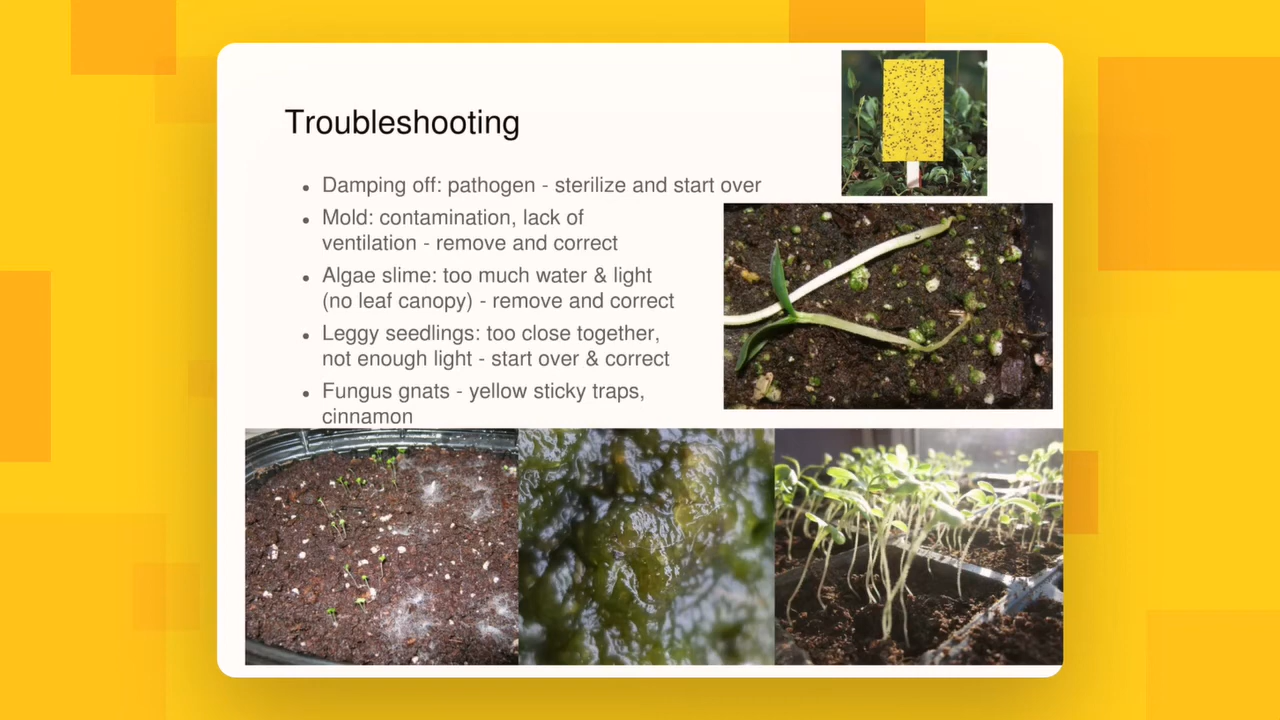 Troubleshooting
• Damping off: pathogen - sterilize and start over
• Mold: contamination, lack of
ventilation - remove and correct
• Algae slime: too much water & light
(no leaf canopy) - remove and correct
• Leggy seedlings: too close together,
not enough light - start over & correct
• Fungus gnats - yellow sticky traps,
cinnamon